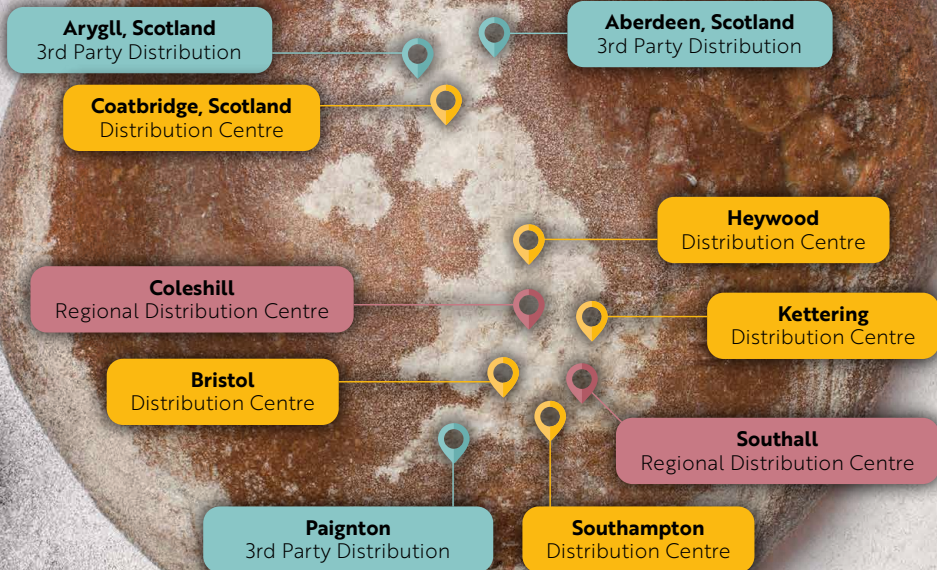 Arygll, Scotland
3rd Party Distribution
Aberdeen, Scotland
3rd Party Distribution
Coatbridge, Scotland
Distribution Centre
Heywood
Distribution Centre
Coleshill
Regional Distribution Centre
Kettering
Distribution Centre
Bristol
Distribution Centre
Southall
Regional Distribution Centre
Paignton
3rd Party Distribution
Southampton
Distribution Centre